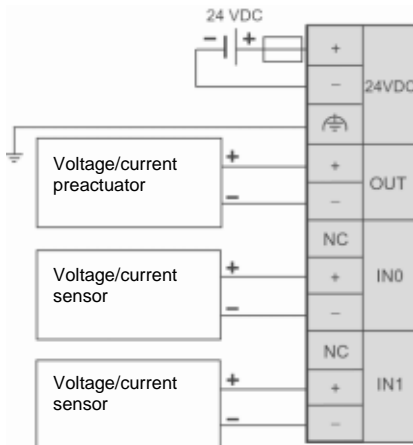 24 VDC
− + +
− 24VDC
Voltage/current
preactuator
+ +
− −
OUT
NC
Voltage/current
sensor
+ +
− −
IN0
NC
Voltage/current
sensor
+ +
− −
IN1